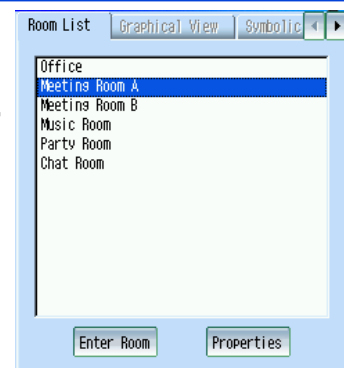 Room List Graphical View Symbolic
Office
Meeting Room A
Meeting Room B
Music Room
Party Room
Chat Room
Enter Room Properties